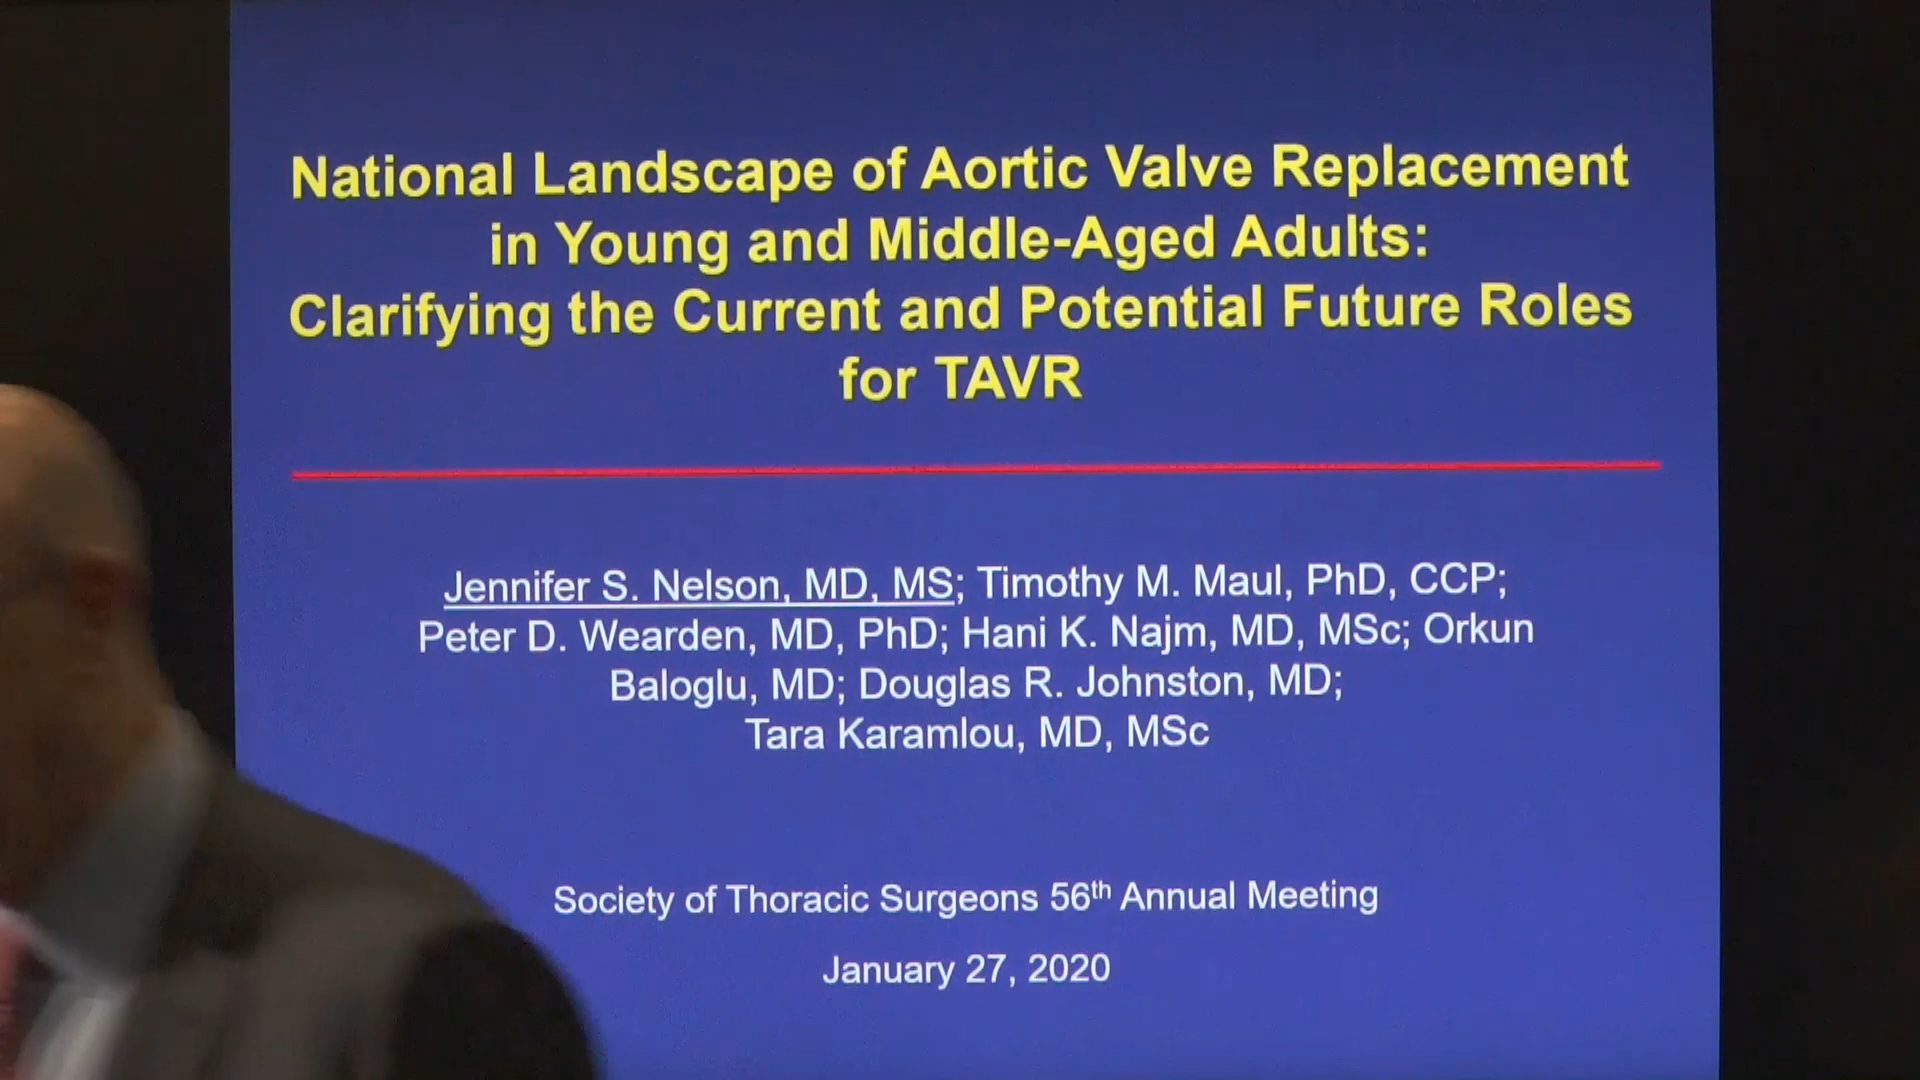 National Landscape of Aortic Valve Replacement
in Young and Middle-Aged Adults:
Clarifying the Current and Potential Future Roles
for TAVR
Jennifer S. Nelson, MD, MS; Timothy M. Maul, PhD, CCP;
Peter D. Wearden, MD, PhD; Hani K. Najm, MD, MSc; Orkun
Baloglu, MD; Douglas R. Johnston, MD;
Tara Karamlou, MD, MSc
Society of Thoracic Surgeons 56th Annual Meeting
January 27, 2020